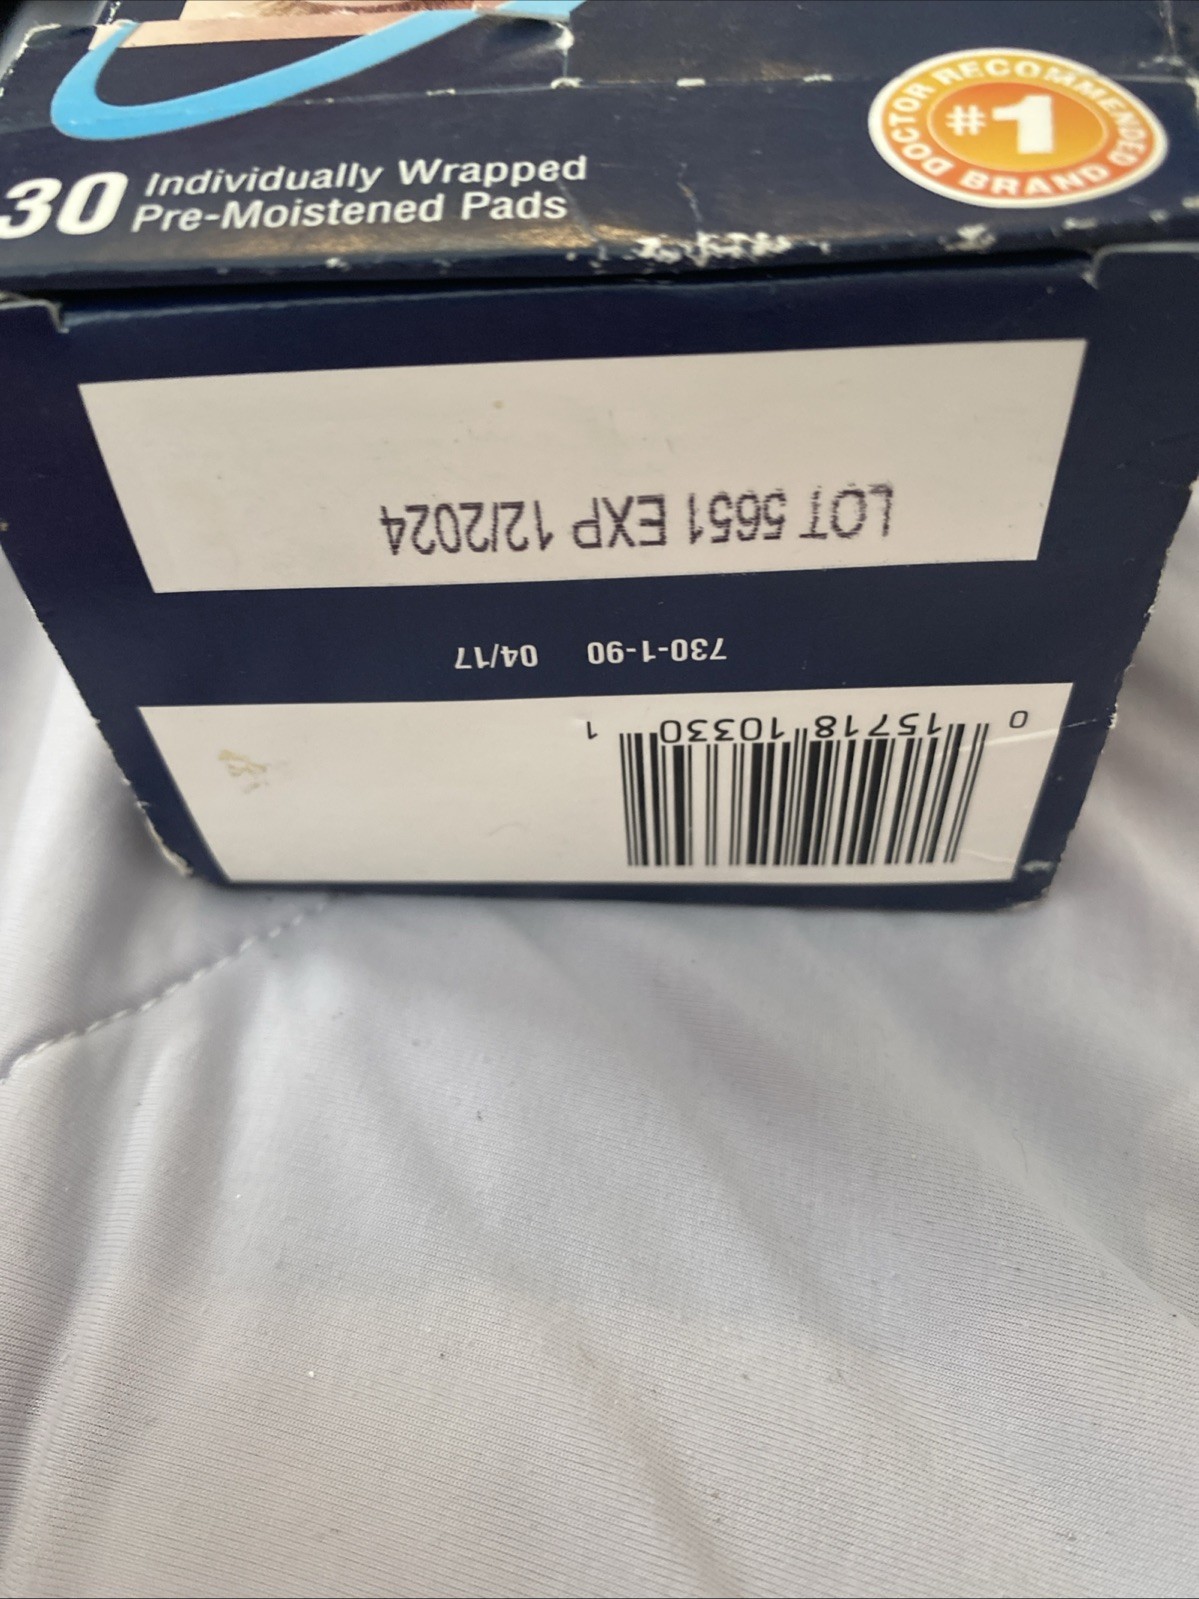 30 Individually Wrapped
Pre-Moistened Pads
DOCTOR RECOMMENDED
#1
BRAND
LOT 5651 EXP 12/2024
730-1-90 04/17
0 15718 10330 1